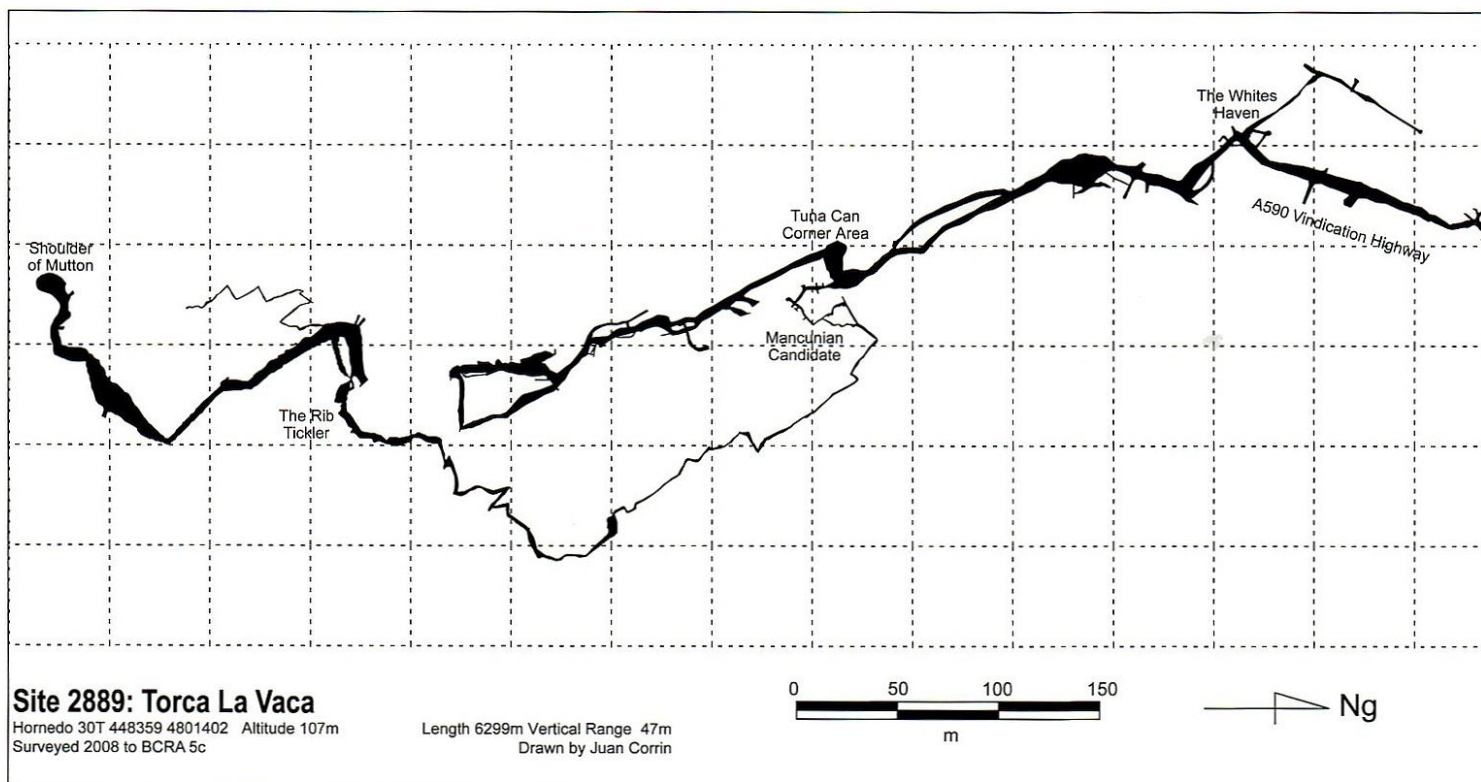 The Whites
Haven
Tuna Can
Corner Area
A590 Vindication Highway
Shoulder
of Mutton
Mancunian
Candidate
The Rib
Tickler
Site 2889: Torca La Vaca
Hornedo 30T 448359 4801402 Altitude 107m
Surveyed 2008 to BCRA 5c
Length 6299m Vertical Range 47m
Drawn by Juan Corrin
0 50 100 150
m
Ng